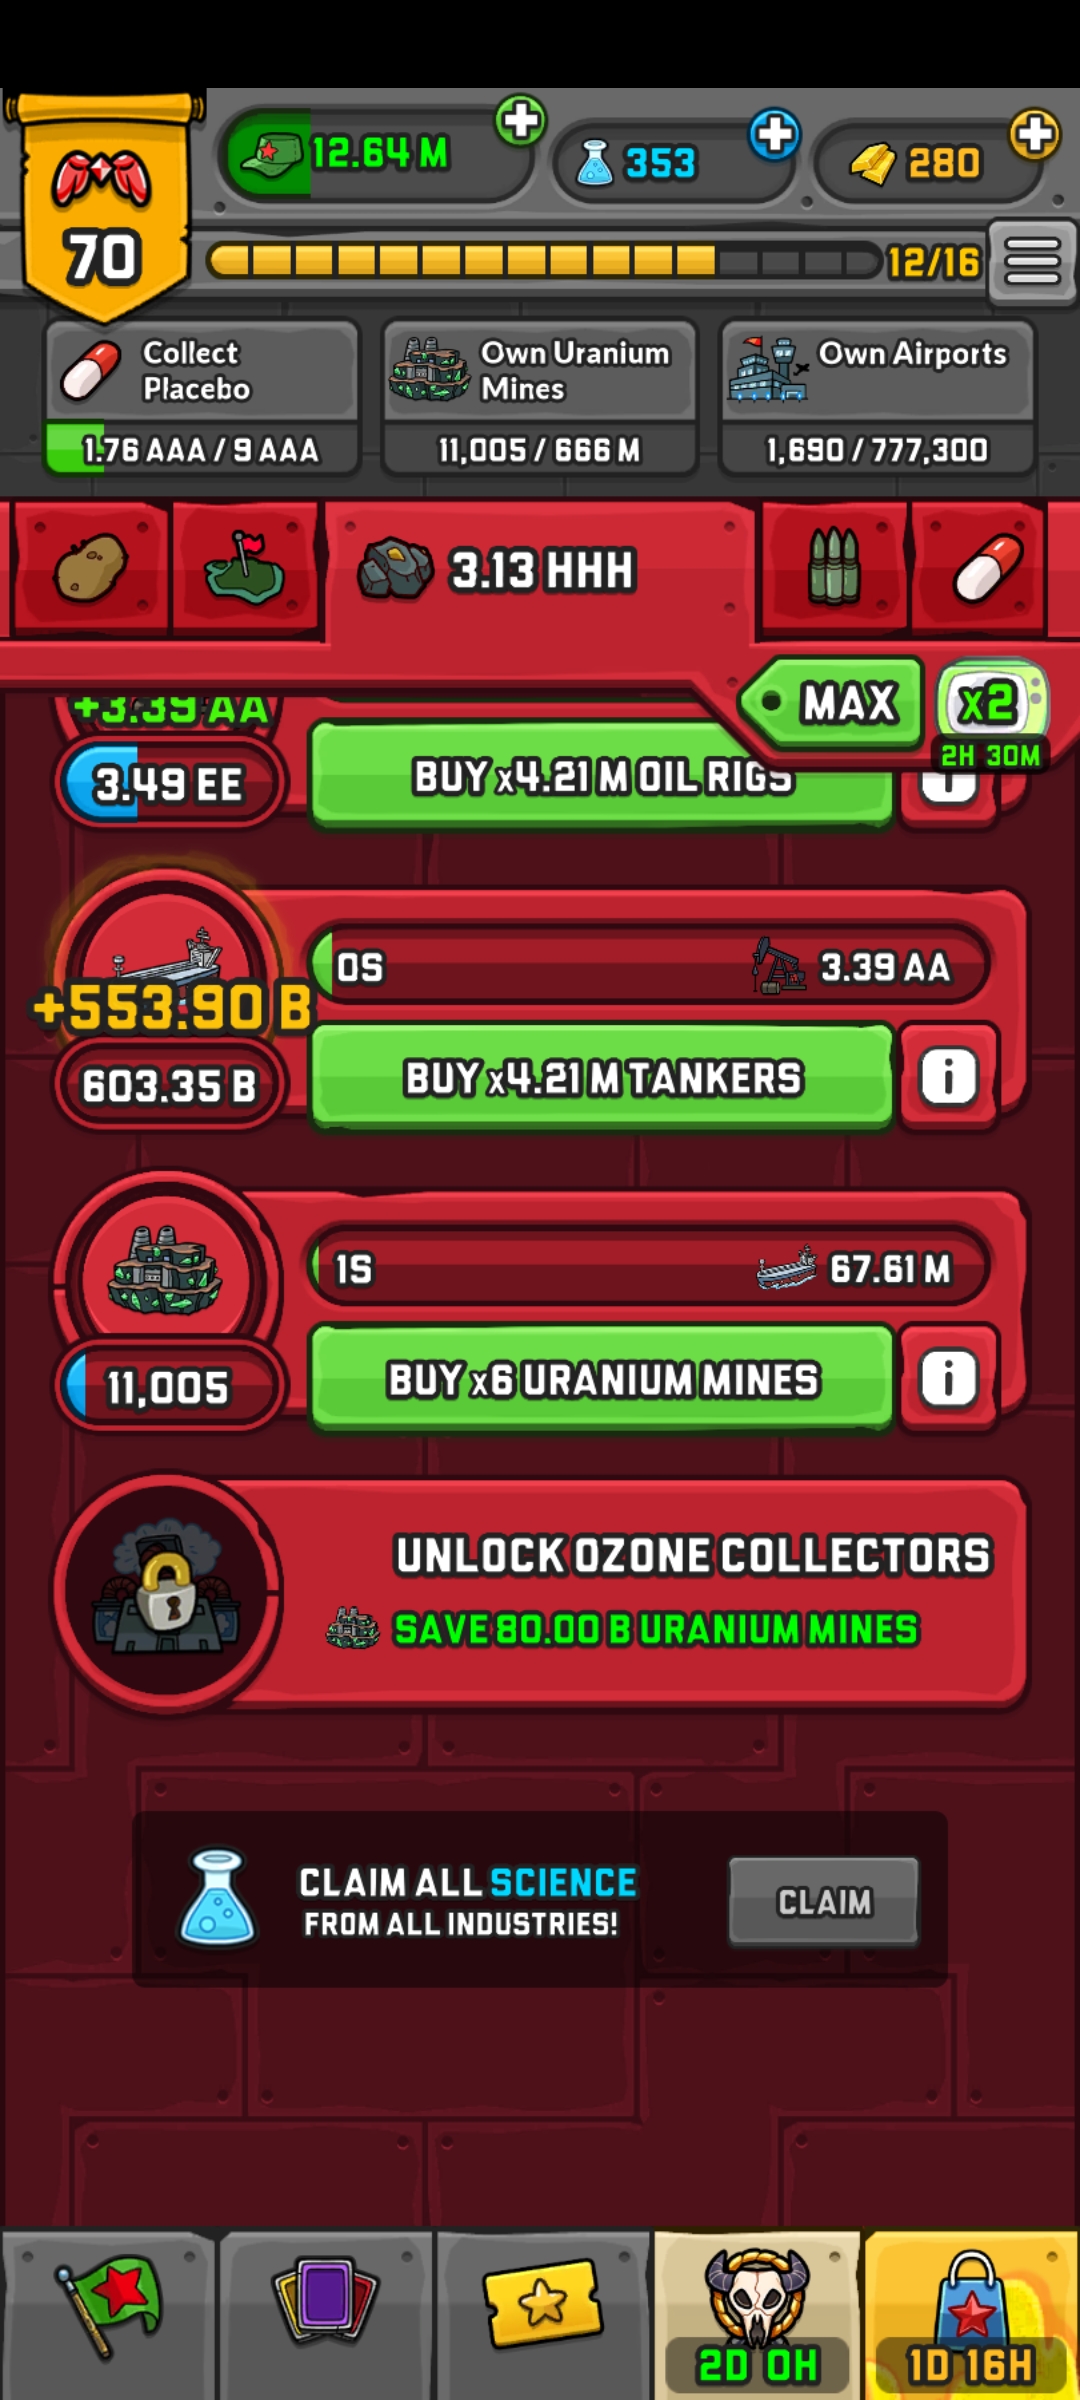 12.64 M
353
280
70
12/16
Collect
Placebo
1.76 AAA / 9 AAA
Own Uranium
Mines
11,005 / 666 M
Own Airports
1,690 / 777,300
3.13 HHH
MAX
x2
2H 30M
+3.39 AA
3.49 EE
BUY x4.21 M OIL RIGS
0S
3.39 AA
+553.90 B
603.35 B
BUY x4.21 M TANKERS
i
1S
67.61 M
11,005
BUY x6 URANIUM MINES
i
UNLOCK OZONE COLLECTORS
SAVE 80.00 B URANIUM MINES
CLAIM ALL SCIENCE
FROM ALL INDUSTRIES!
CLAIM
2D 0H
1D 16H